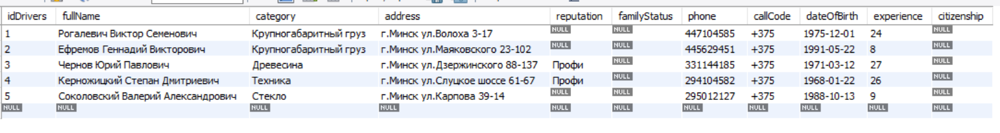 idDrivers fullName category address reputation familyStatus phone callCode dateOfBirth experience citizenship
1 Рогалевич Виктор Семенович Крупногабаритный груз г.Минск ул.Волоха 3-17 NULL NULL 447104585 +375 1975-12-01 24 NULL
2 Ефремов Геннадий Викторович Крупногабаритный груз г.Минск ул.Маяковского 23-102 NULL NULL 445629451 +375 1991-05-22 8 NULL
3 Чернов Юрий Павлович Древесина г.Минск ул.Дзержинского 88-137 Профи NULL 331144185 +375 1971-03-12 27 NULL
4 Керножицкий Степан Дмитриевич Техника г.Минск ул.Слуцкое шоссе 61-67 Профи NULL 294104582 +375 1968-01-22 26 NULL
5 Соколовский Валерий Александрович Стекло г.Минск ул.Карпова 39-14 NULL NULL 295012127 +375 1988-10-13 9 NULL
NULL NULL NULL NULL NULL NULL NULL NULL NULL NULL NULL